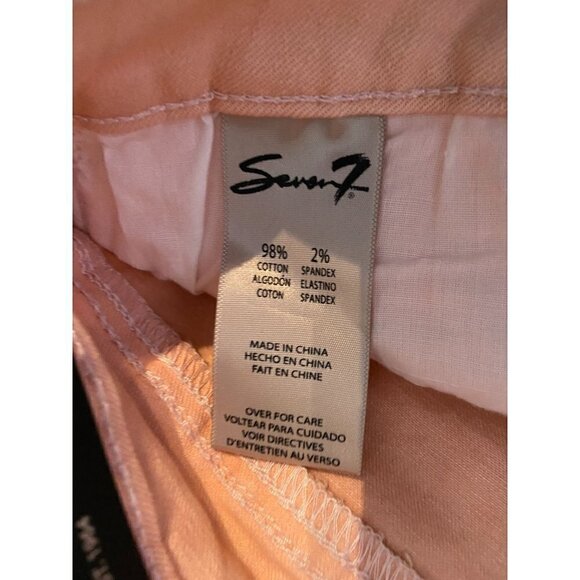 Seven7®
98% 2%
COTTON SPANDEX
ALGODÓN ELASTINO
COTON SPANDEX
MADE IN CHINA
HECHO EN CHINA
FAIT EN CHINE
OVER FOR CARE
VOLTEAR PARA CUIDADO
VOIR DIRECTIVES
D'ENTRETIEN AU VERSO